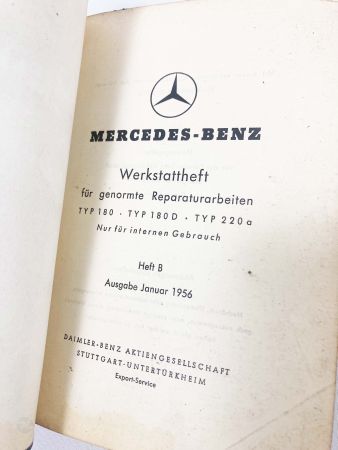 MERCEDES-BENZ
Werkstattheft
für genormte Reparaturarbeiten
TYP 180 · TYP 180 D · TYP 220 a
Nur für internen Gebrauch
Heft B
Ausgabe Januar 1956
DAIMLER-BENZ AKTIENGESELLSCHAFT
STUTTGART-UNTERTÜRKHEIM
Export-Service